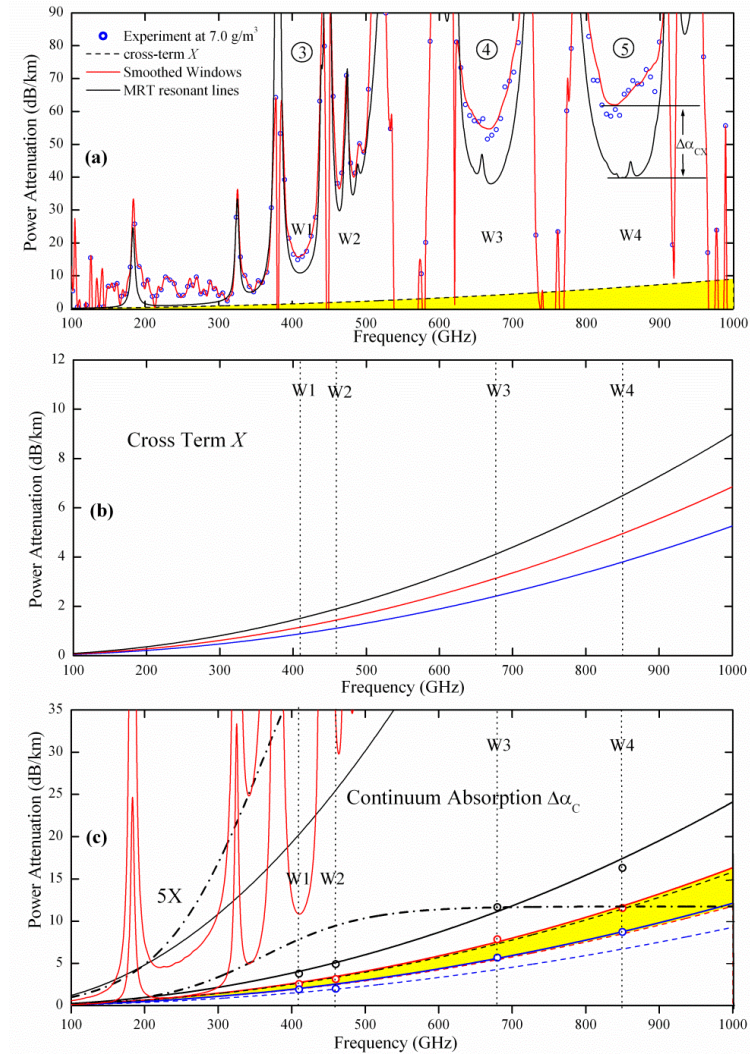 90
80
70
60
50
40
30
20
10
0
Power Attenuation (dB/km)
Experiment at 7.0 g/m³
cross-term X
Smoothed Windows
MRT resonant lines
(a)
3
4
5
Δα_CX
W1
W2
W3
W4
100 200 300 400 500 600 700 800 900 1000
Frequency (GHz)
12
10
8
6
4
2
0
Power Attenuation (dB/km)
W1
W2
W3
W4
Cross Term X
(b)
100 200 300 400 500 600 700 800 900 1000
Frequency (GHz)
35
30
25
20
15
10
5
0
Power Attenuation (dB/km)
W3
W4
Continuum Absorption Δα_C
(c)
5X
W1
W2
100 200 300 400 500 600 700 800 900 1000
Frequency (GHz)